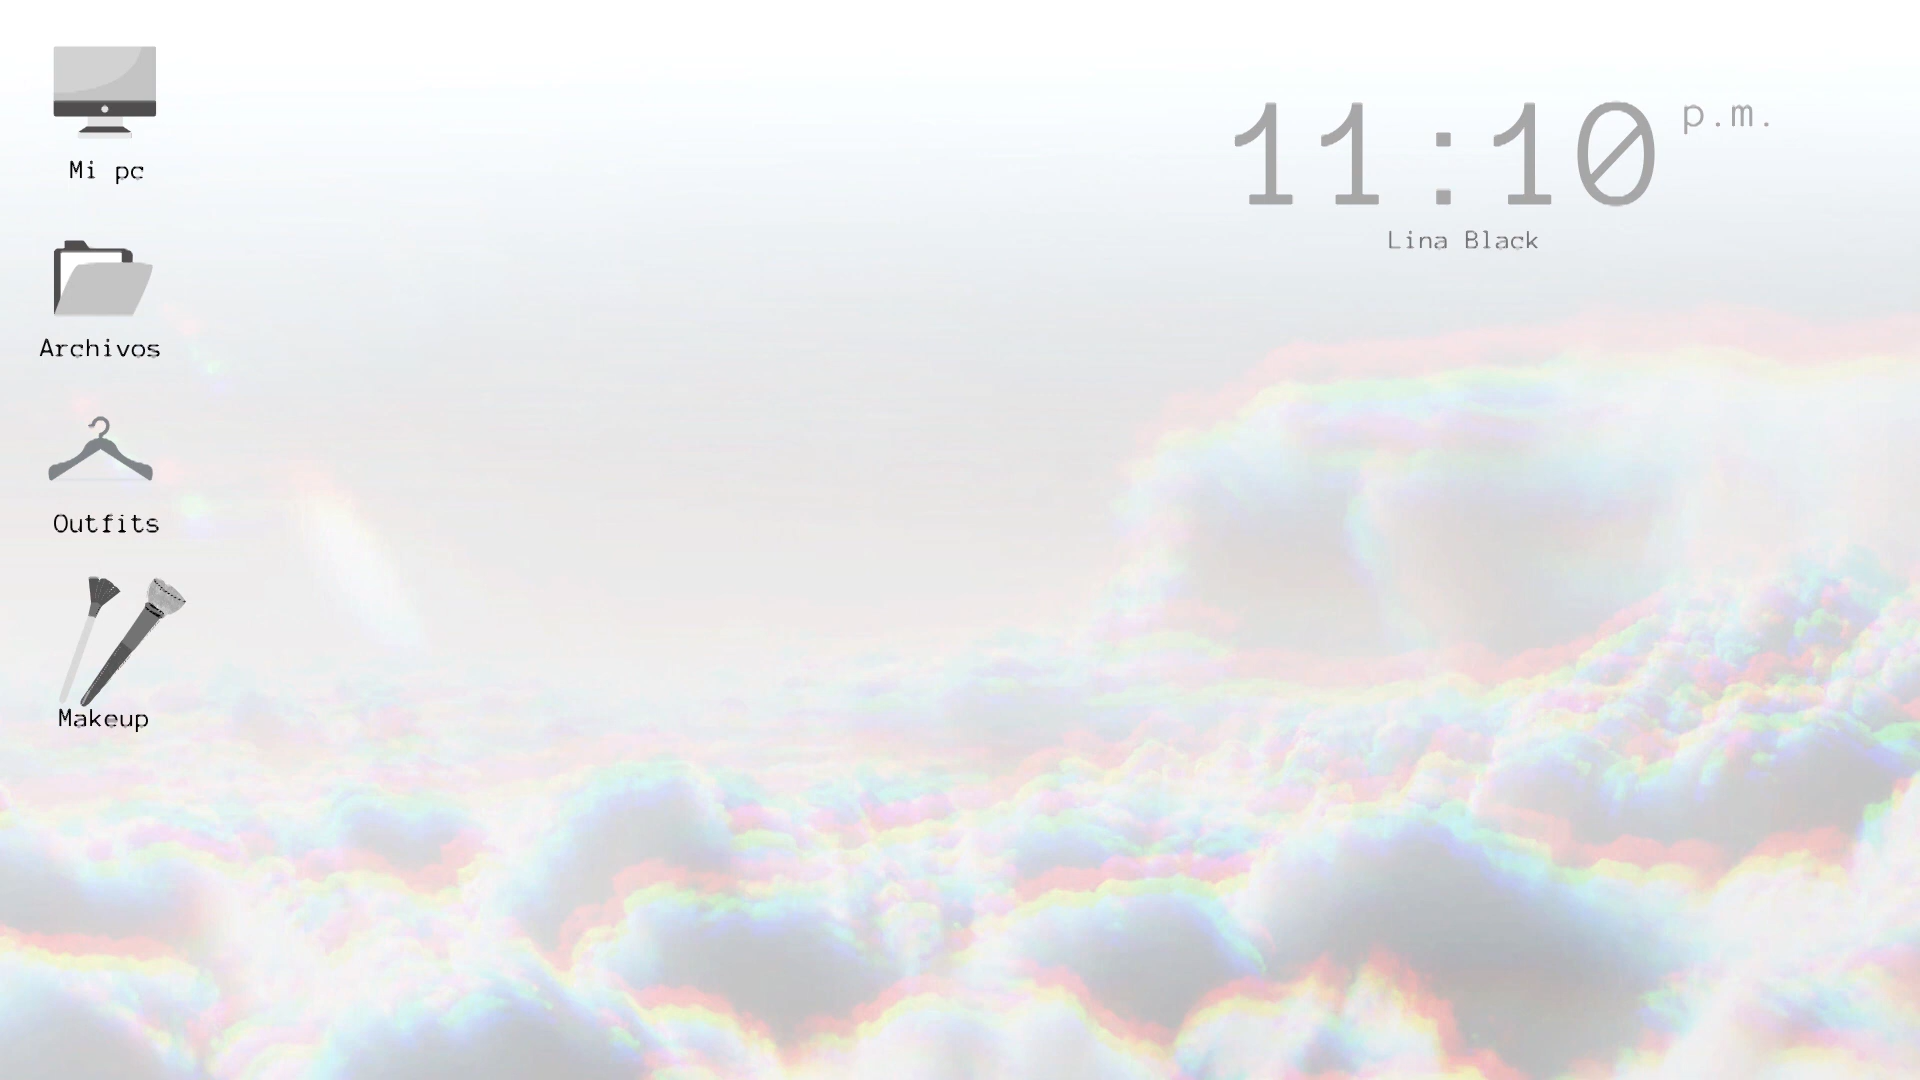 11:10 p.m.
Lina Black
Mi pc
Archivos
Outfits
Makeup